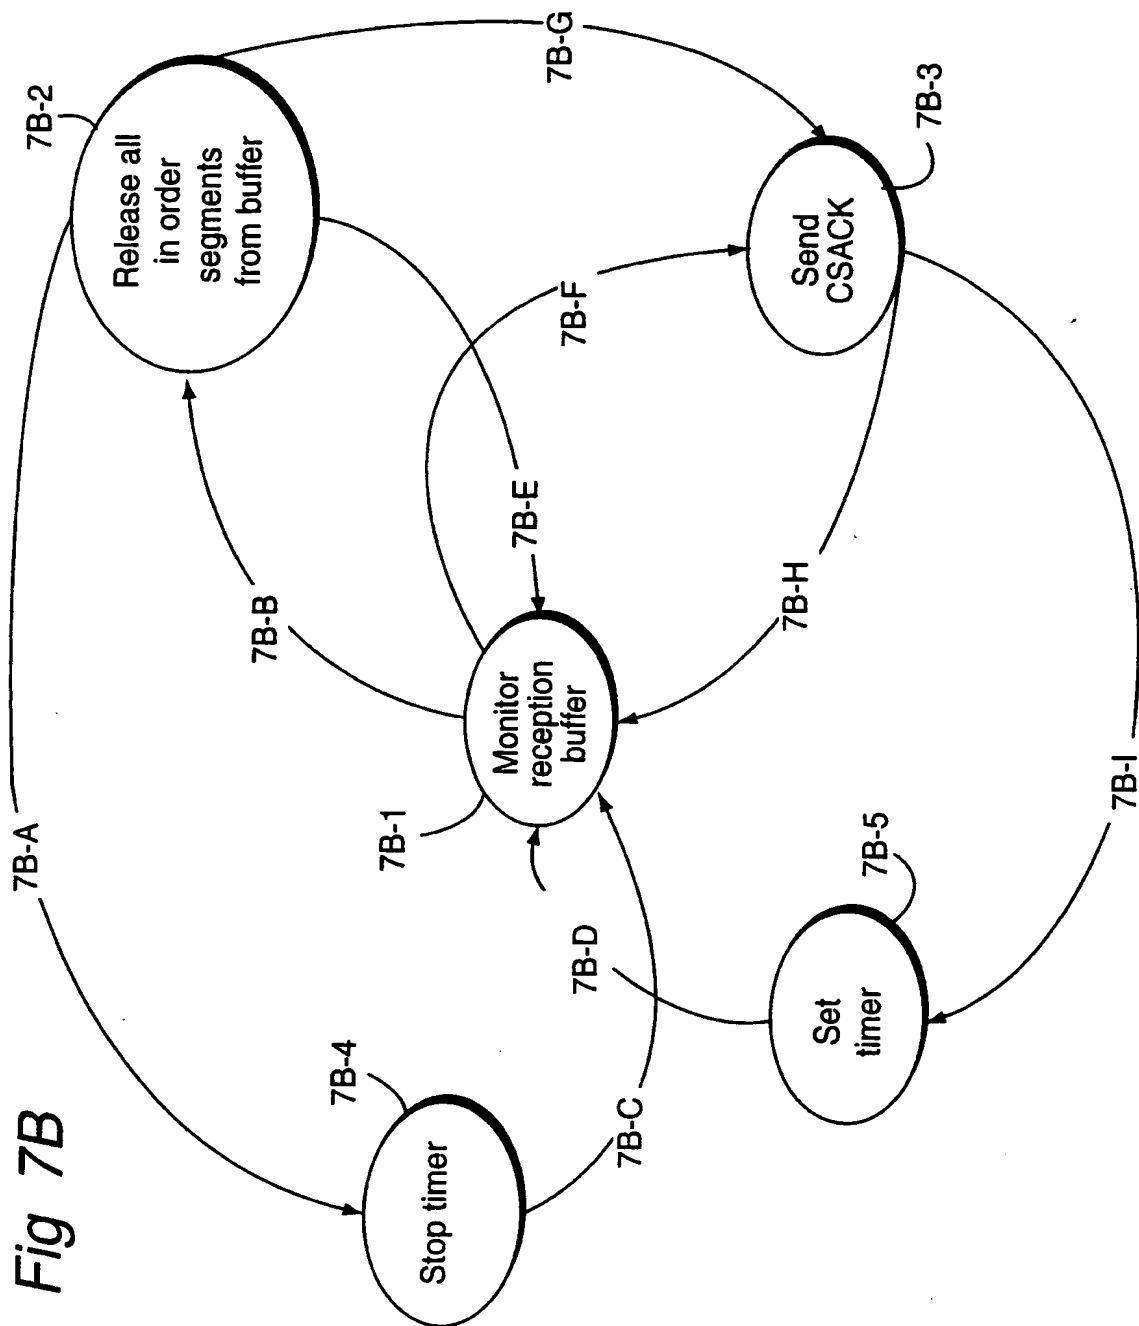 Fig 7B
7B-A
7B-2
Release all
in order
segments
from buffer
7B-G
7B-B
7B-E
7B-F
7B-4
Stop timer
7B-1
Monitor
reception
buffer
7B-3
Send
CSACK
7B-C
7B-D
7B-H
7B-5
Set
timer
7B-I